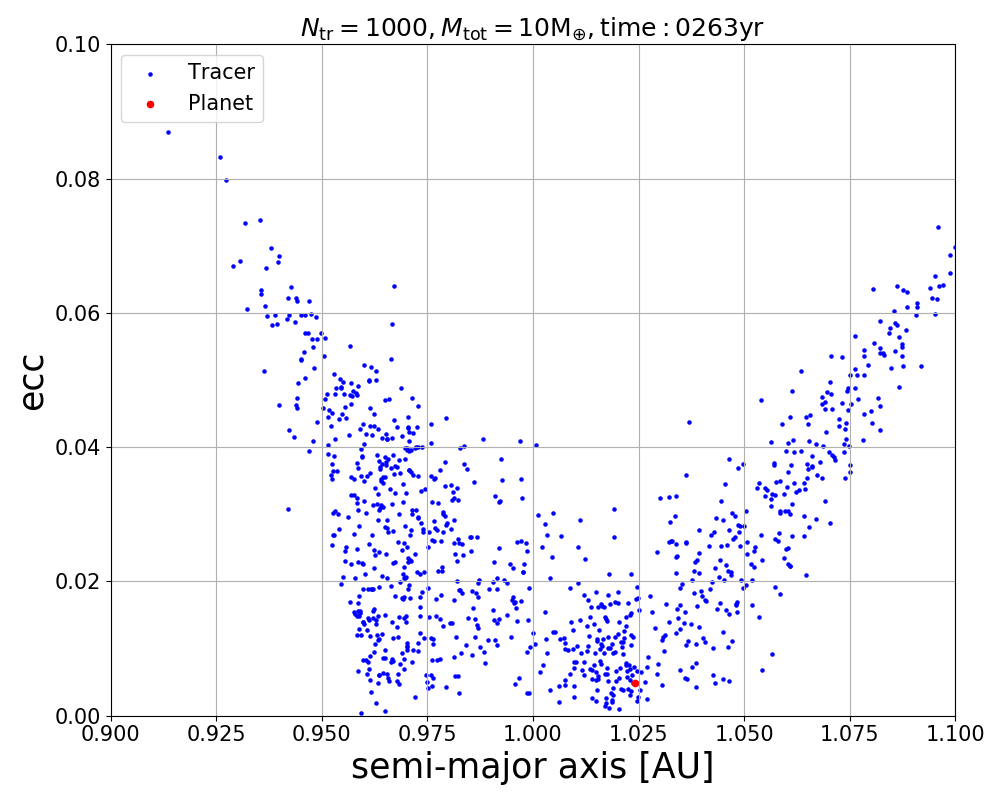 N_tr = 1000, M_tot = 10M_⊕, time : 0263yr
0.10
Tracer
Planet
0.08
0.06
ecc
0.04
0.02
0.00
0.900 0.925 0.950 0.975 1.000 1.025 1.050 1.075 1.100
semi-major axis [AU]